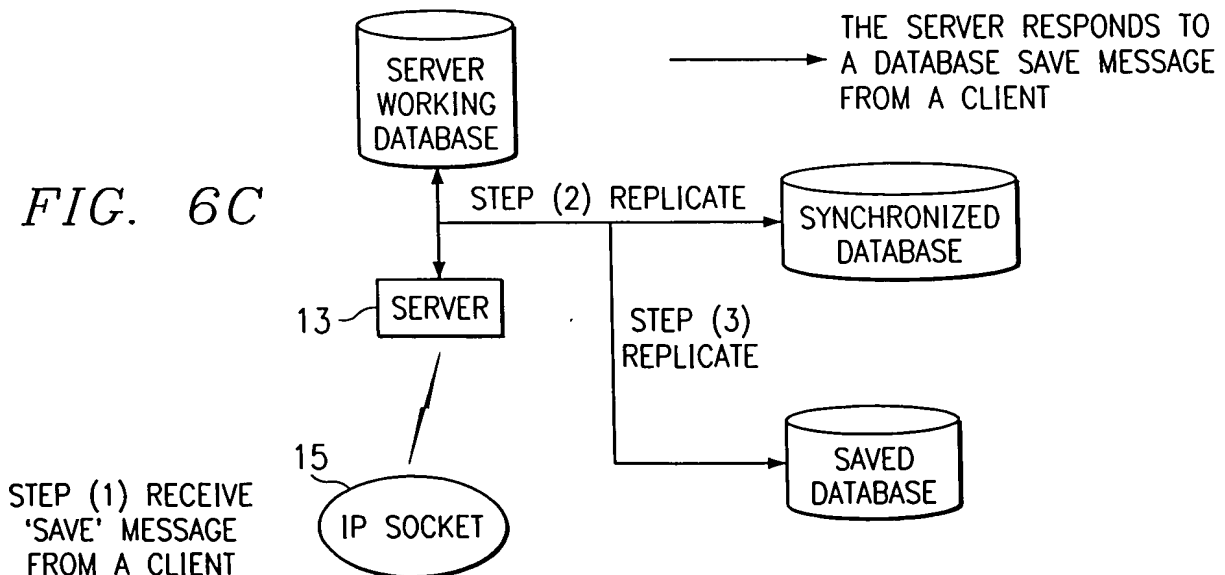 THE SERVER RESPONDS TO
A DATABASE SAVE MESSAGE
FROM A CLIENT
SERVER
WORKING
DATABASE
FIG. 6C
STEP (2) REPLICATE
SYNCHRONIZED
DATABASE
13
SERVER
STEP (3)
REPLICATE
15
IP SOCKET
SAVED
DATABASE
STEP (1) RECEIVE
'SAVE' MESSAGE
FROM A CLIENT